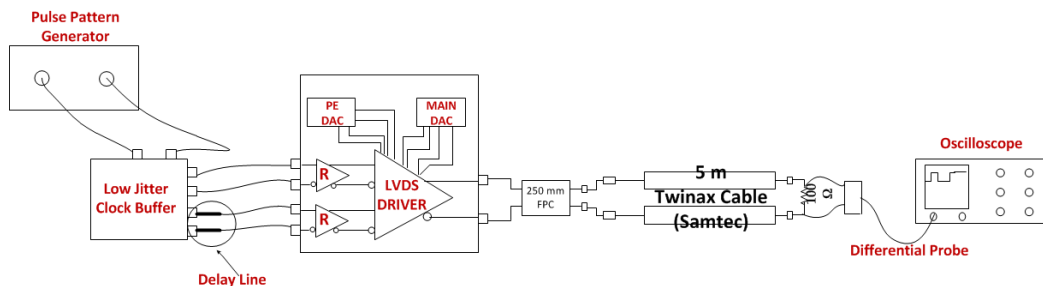 Pulse Pattern
Generator
PE
DAC
MAIN
DAC
Oscilloscope
Low Jitter
Clock Buffer
R
R
LVDS
DRIVER
250 mm
FPC
5 m
Twinax Cable
(Samtec)
100
Ω
Differential Probe
Delay Line